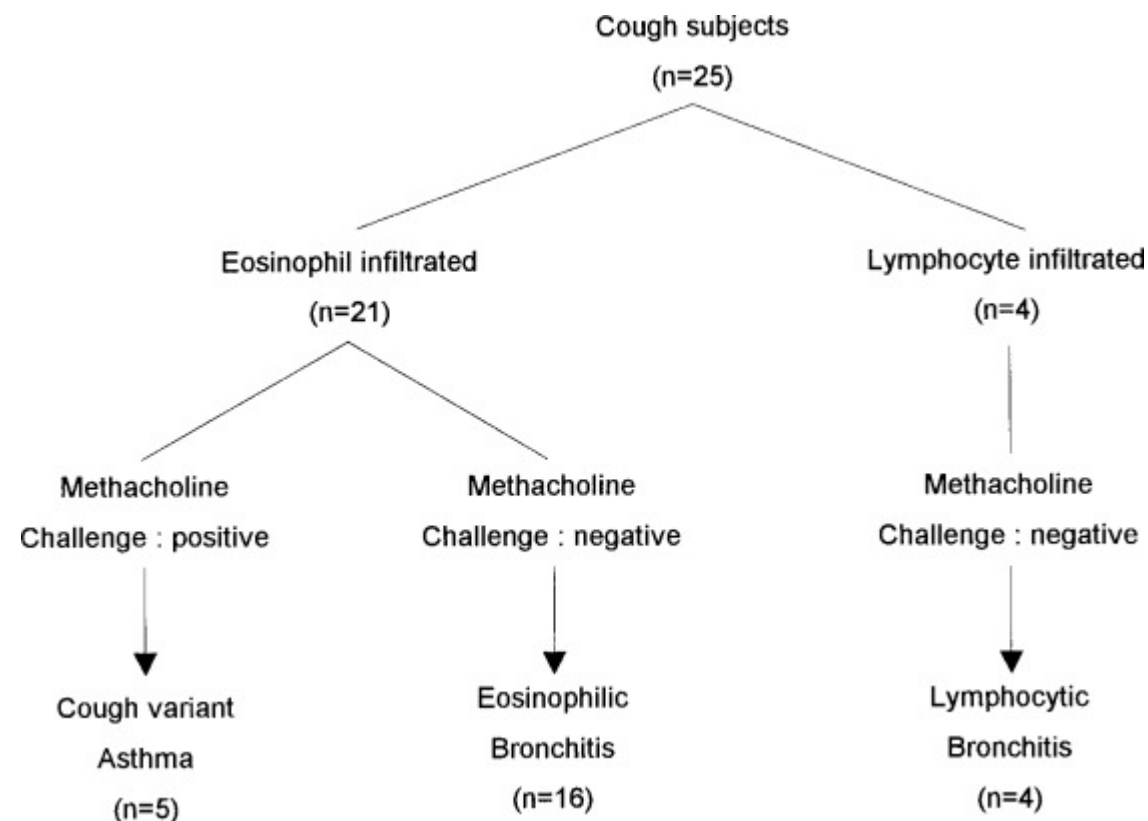 Cough subjects
(n=25)
Eosinophil infiltrated
(n=21)
Lymphocyte infiltrated
(n=4)
Methacholine
Challenge : positive
Methacholine
Challenge : negative
Methacholine
Challenge : negative
Cough variant
Asthma
(n=5)
Eosinophilic
Bronchitis
(n=16)
Lymphocytic
Bronchitis
(n=4)